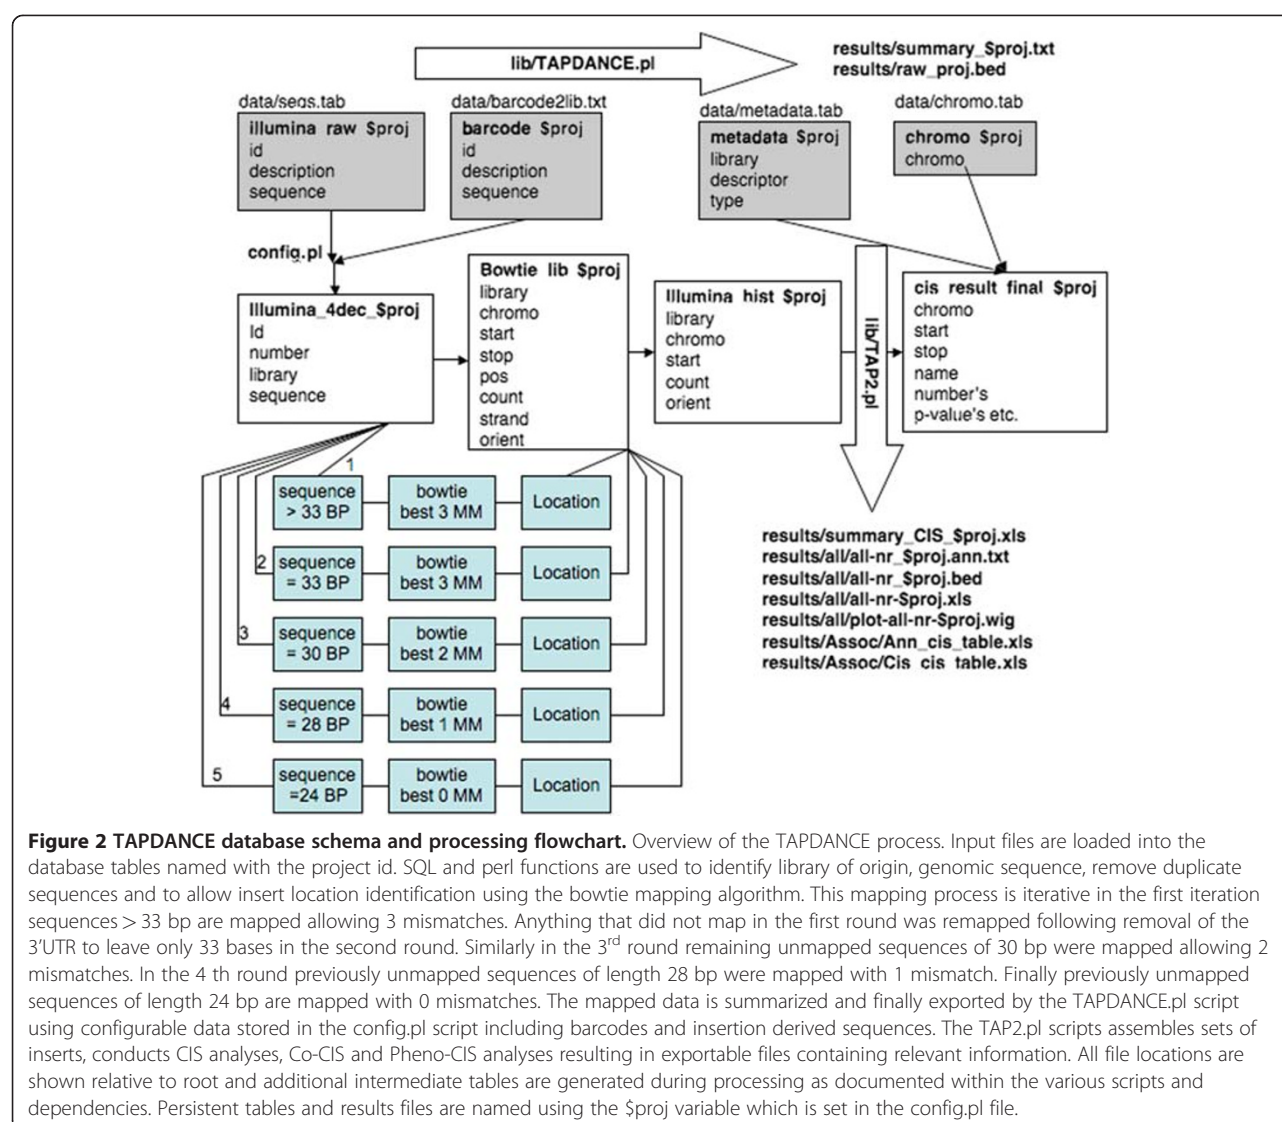 lib/TAPDANCE.pl
results/summary_$proj.txt
results/raw_proj.bed
data/seqs.tab
illumina raw $proj
id
description
sequence
data/barcode2lib.txt
barcode $proj
id
description
sequence
data/metadata.tab
metadata $proj
library
descriptor
type
data/chromo.tab
chromo $proj
chromo
config.pl
Illumina_4dec_$proj
Id
number
library
sequence
Bowtie lib $proj
library
chromo
start
stop
pos
count
strand
orient
Illumina hist $proj
library
chromo
start
count
orient
lib/TAP2.pl
cis result final $proj
chromo
start
stop
name
number's
p-value's etc.
1
sequence
> 33 BP
bowtie
best 3 MM
Location
2
sequence
= 33 BP
bowtie
best 3 MM
Location
3
sequence
= 30 BP
bowtie
best 2 MM
Location
4
sequence
= 28 BP
bowtie
best 1 MM
Location
5
sequence
=24 BP
bowtie
best 0 MM
Location
results/summary_CIS_$proj.xls
results/all/all-nr_$proj.ann.txt
results/all/all-nr_$proj.bed
results/all/all-nr-$proj.xls
results/all/plot-all-nr-$proj.wig
results/Assoc/Ann_cis_table.xls
results/Assoc/Cis cis table.xls
Figure 2 TAPDANCE database schema and processing flowchart. Overview of the TAPDANCE process. Input files are loaded into the
database tables named with the project id. SQL and perl functions are used to identify library of origin, genomic sequence, remove duplicate
sequences and to allow insert location identification using the bowtie mapping algorithm. This mapping process is iterative in the first iteration
sequences > 33 bp are mapped allowing 3 mismatches. Anything that did not map in the first round was remapped following removal of the
3'UTR to leave only 33 bases in the second round. Similarly in the 3rd round remaining unmapped sequences of 30 bp were mapped allowing 2
mismatches. In the 4 th round previously unmapped sequences of length 28 bp were mapped with 1 mismatch. Finally previously unmapped
sequences of length 24 bp are mapped with 0 mismatches. The mapped data is summarized and finally exported by the TAPDANCE.pl script
using configurable data stored in the config.pl script including barcodes and insertion derived sequences. The TAP2.pl scripts assembles sets of
inserts, conducts CIS analyses, Co-CIS and Pheno-CIS analyses resulting in exportable files containing relevant information. All file locations are
shown relative to root and additional intermediate tables are generated during processing as documented within the various scripts and
dependencies. Persistent tables and results files are named using the $proj variable which is set in the config.pl file.